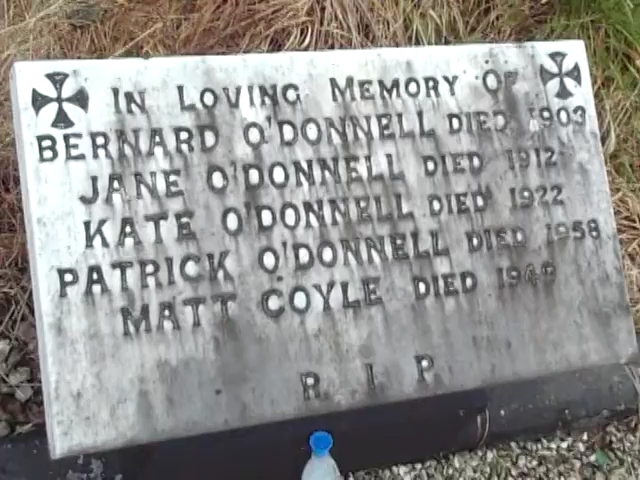 IN LOVING MEMORY OF
BERNARD O'DONNELL DIED 1903
JANE O'DONNELL DIED 1912
KATE O'DONNELL DIED 1922
PATRICK O'DONNELL DIED 1958
MATT COYLE DIED
R I P